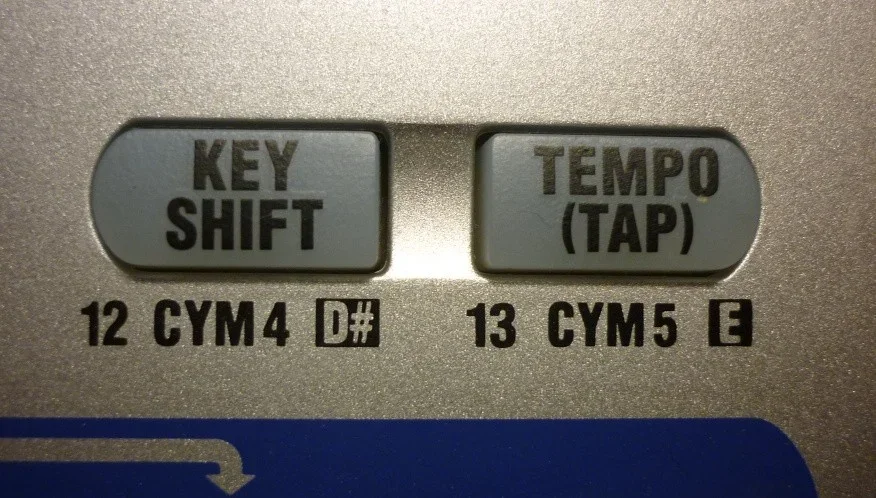 KEY
SHIFT
TEMPO
(TAP)
12 CYM4 D#
13 CYM5 E